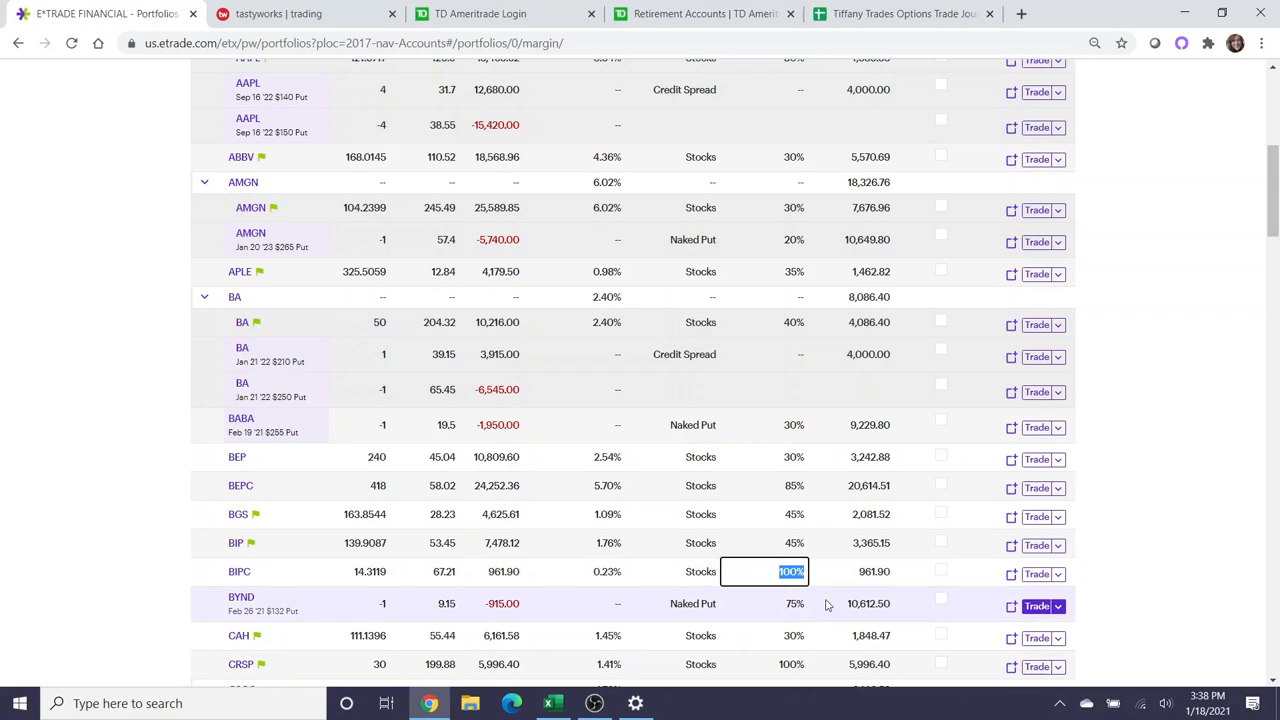 E*TRADE FINANCIAL - Portfolios
tastyworks | trading
TD Ameritrade Login
Retirement Accounts | TD Amerit
Tiffany Trades Options Trade Jou
us.etrade.com/etx/pw/portfolios?ploc=2017-nav-Accounts#/portfolios/0/margin/
AAPL 4 31.7 12,680.00 -- Credit Spread -- 4,000.00 Trade
Sep 16 '22 $140 Put
AAPL -4 38.55 -15,420.00 -- Trade
Sep 16 '22 $150 Put
ABBV 168.0145 110.52 18,568.96 4.36% Stocks 30% 5,570.69 Trade
AMGN -- -- -- 6.02% -- -- 18,326.76
AMGN 104.2399 245.49 25,589.85 6.02% Stocks 30% 7,676.96 Trade
AMGN -1 57.4 -5,740.00 -- Naked Put 20% 10,649.80 Trade
Jan 20 '23 $265 Put
APLE 325.5059 12.84 4,179.50 0.98% Stocks 35% 1,462.82 Trade
BA -- -- -- 2.40% -- -- 8,086.40
BA 50 204.32 10,216.00 2.40% Stocks 40% 4,086.40 Trade
BA 1 39.15 3,915.00 -- Credit Spread -- 4,000.00 Trade
Jan 21 '22 $210 Put
BA -1 65.45 -6,545.00 -- Trade
Jan 21 '22 $250 Put
BABA -1 19.5 -1,950.00 -- Naked Put 30% 9,229.80 Trade
Feb 19 '21 $255 Put
BEP 240 45.04 10,809.60 2.54% Stocks 30% 3,242.88 Trade
BEPC 418 58.02 24,252.36 5.70% Stocks 85% 20,614.51 Trade
BGS 163.8544 28.23 4,625.61 1.09% Stocks 45% 2,081.52 Trade
BIP 139.9087 53.45 7,478.12 1.76% Stocks 45% 3,365.15 Trade
BIPC 14.3119 67.21 961.90 0.23% Stocks 100% 961.90 Trade
BYND -1 9.15 -915.00 -- Naked Put 75% 10,612.50 Trade
Feb 26 '21 $132 Put
CAH 111.1396 55.44 6,161.58 1.45% Stocks 30% 1,848.47 Trade
CRSP 30 199.88 5,996.40 1.41% Stocks 100% 5,996.40 Trade
Type here to search
3:38 PM
1/18/2021